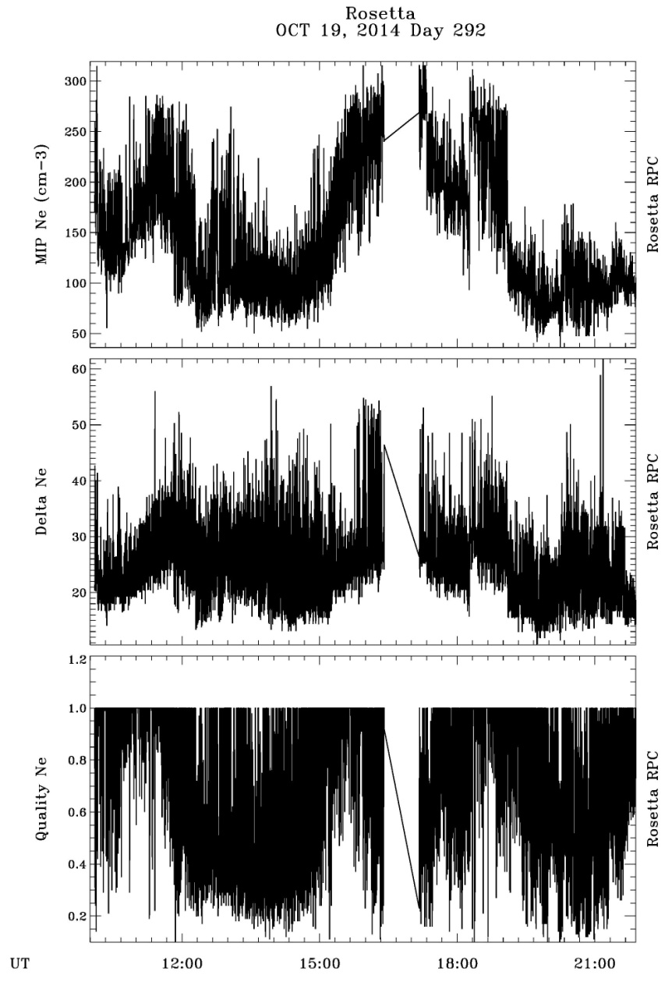 Rosetta
OCT 19, 2014 Day 292
300
250
200
150
100
50
MIP Ne (cm-3)
Rosetta RPC
60
50
40
30
20
Delta Ne
Rosetta RPC
1.2
1.0
0.8
0.6
0.4
0.2
Quality Ne
Rosetta RPC
UT 12:00 15:00 18:00 21:00